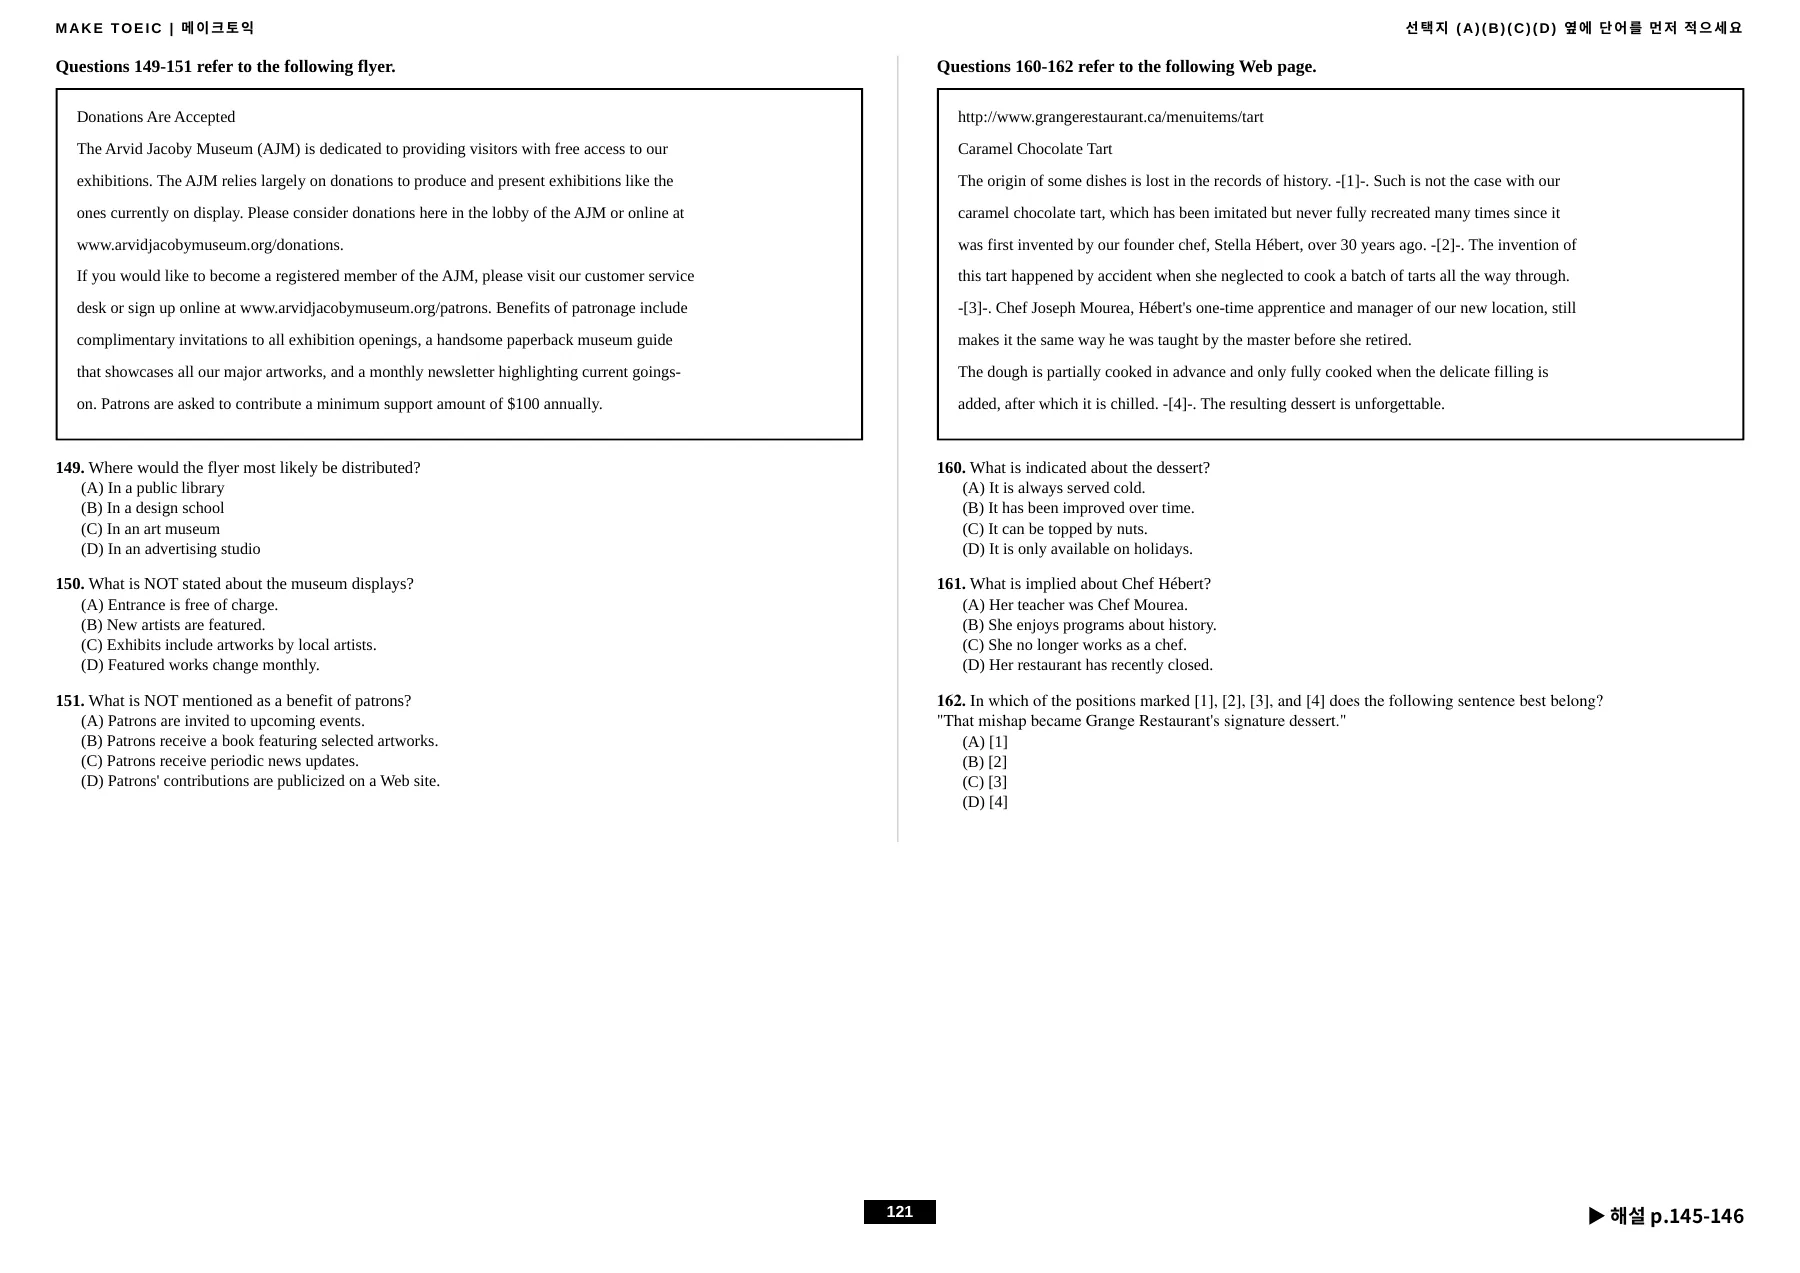 MAKE TOEIC | 메이크토익
선택지 (A)(B)(C)(D) 옆에 단어를 먼저 적으세요
Questions 149-151 refer to the following flyer.
Donations Are Accepted
The Arvid Jacoby Museum (AJM) is dedicated to providing visitors with free access to our
exhibitions. The AJM relies largely on donations to produce and present exhibitions like the
ones currently on display. Please consider donations here in the lobby of the AJM or online at
www.arvidjacobymuseum.org/donations.
If you would like to become a registered member of the AJM, please visit our customer service
desk or sign up online at www.arvidjacobymuseum.org/patrons. Benefits of patronage include
complimentary invitations to all exhibition openings, a handsome paperback museum guide
that showcases all our major artworks, and a monthly newsletter highlighting current goings-
on. Patrons are asked to contribute a minimum support amount of $100 annually.
149. Where would the flyer most likely be distributed?
(A) In a public library
(B) In a design school
(C) In an art museum
(D) In an advertising studio
150. What is NOT stated about the museum displays?
(A) Entrance is free of charge.
(B) New artists are featured.
(C) Exhibits include artworks by local artists.
(D) Featured works change monthly.
151. What is NOT mentioned as a benefit of patrons?
(A) Patrons are invited to upcoming events.
(B) Patrons receive a book featuring selected artworks.
(C) Patrons receive periodic news updates.
(D) Patrons' contributions are publicized on a Web site.
Questions 160-162 refer to the following Web page.
http://www.grangerestaurant.ca/menuitems/tart
Caramel Chocolate Tart
The origin of some dishes is lost in the records of history. -[1]-. Such is not the case with our
caramel chocolate tart, which has been imitated but never fully recreated many times since it
was first invented by our founder chef, Stella Hébert, over 30 years ago. -[2]-. The invention of
this tart happened by accident when she neglected to cook a batch of tarts all the way through.
-[3]-. Chef Joseph Mourea, Hébert's one-time apprentice and manager of our new location, still
makes it the same way he was taught by the master before she retired.
The dough is partially cooked in advance and only fully cooked when the delicate filling is
added, after which it is chilled. -[4]-. The resulting dessert is unforgettable.
160. What is indicated about the dessert?
(A) It is always served cold.
(B) It has been improved over time.
(C) It can be topped by nuts.
(D) It is only available on holidays.
161. What is implied about Chef Hébert?
(A) Her teacher was Chef Mourea.
(B) She enjoys programs about history.
(C) She no longer works as a chef.
(D) Her restaurant has recently closed.
162. In which of the positions marked [1], [2], [3], and [4] does the following sentence best belong?
"That mishap became Grange Restaurant's signature dessert."
(A) [1]
(B) [2]
(C) [3]
(D) [4]
121
▶ 해설 p.145-146